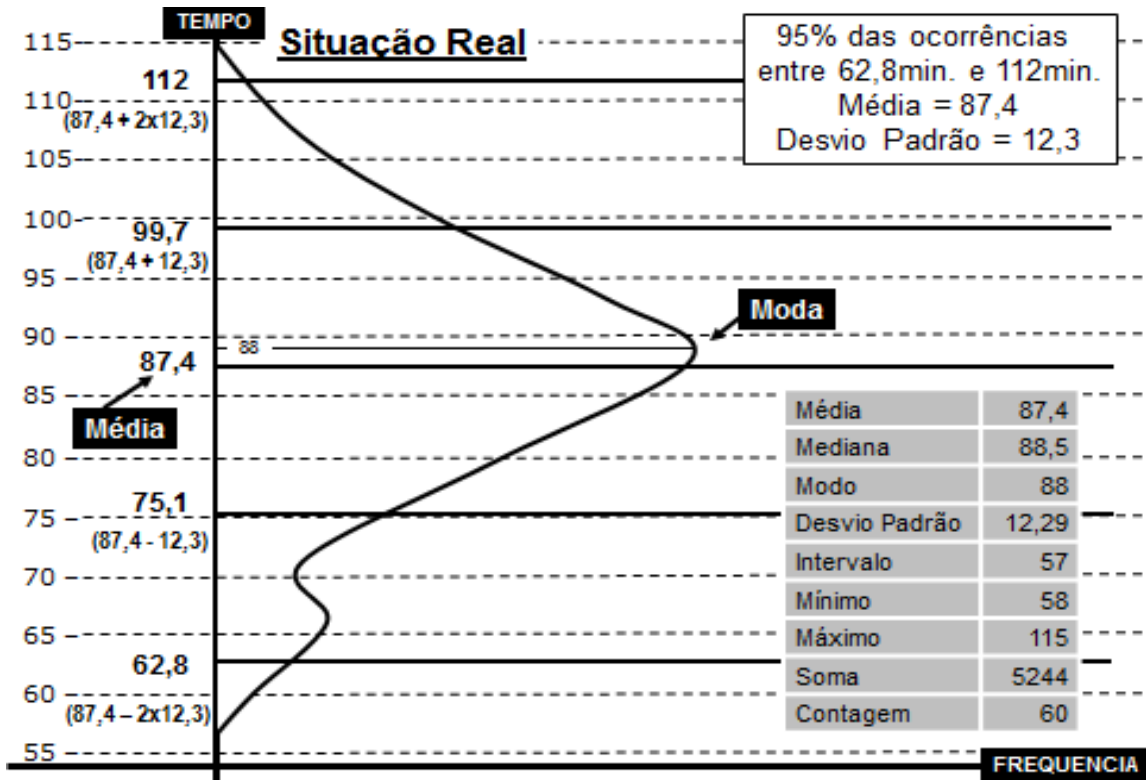 TEMPO
Situação Real
95% das ocorrências
entre 62,8min. e 112min.
Média = 87,4
Desvio Padrão = 12,3
115
112
110
(87,4 + 2x12,3)
105
100
99,7
(87,4 + 12,3)
95
Moda
90
88
87,4
85
Média
80
75,1
75
(87,4 - 12,3)
70
65
62,8
60
(87,4 – 2x12,3)
55
Média 87,4
Mediana 88,5
Modo 88
Desvio Padrão 12,29
Intervalo 57
Mínimo 58
Máximo 115
Soma 5244
Contagem 60
FREQUENCIA